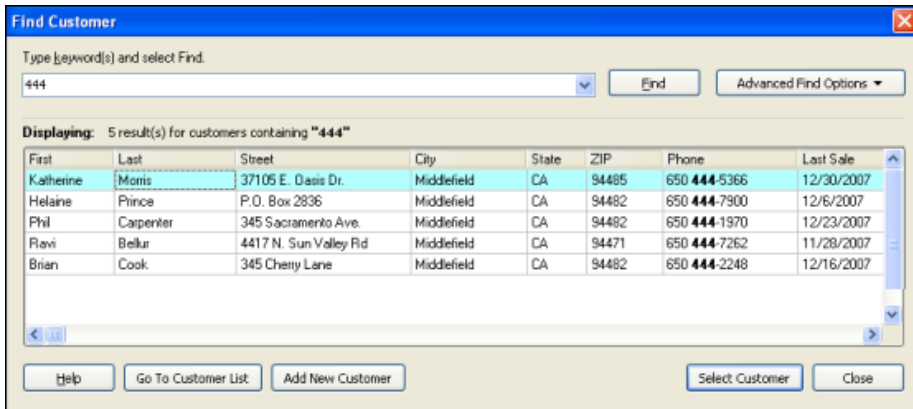 Find Customer
Type keyword(s) and select Find.
444 Find Advanced Find Options
Displaying: 5 result(s) for customers containing "444"
First Last Street City State ZIP Phone Last Sale
Katherine Morris 37105 E. Oasis Dr. Middlefield CA 94485 650 444-5366 12/30/2007
Helaine Prince P.O. Box 2836 Middlefield CA 94482 650 444-7900 12/6/2007
Phil Carpenter 345 Sacramento Ave. Middlefield CA 94482 650 444-1970 12/23/2007
Ravi Bellur 4417 N. Sun Valley Rd Middlefield CA 94471 650 444-7262 11/28/2007
Brian Cook 345 Cherry Lane Middlefield CA 94482 650 444-2248 12/16/2007
Help Go To Customer List Add New Customer Select Customer Close